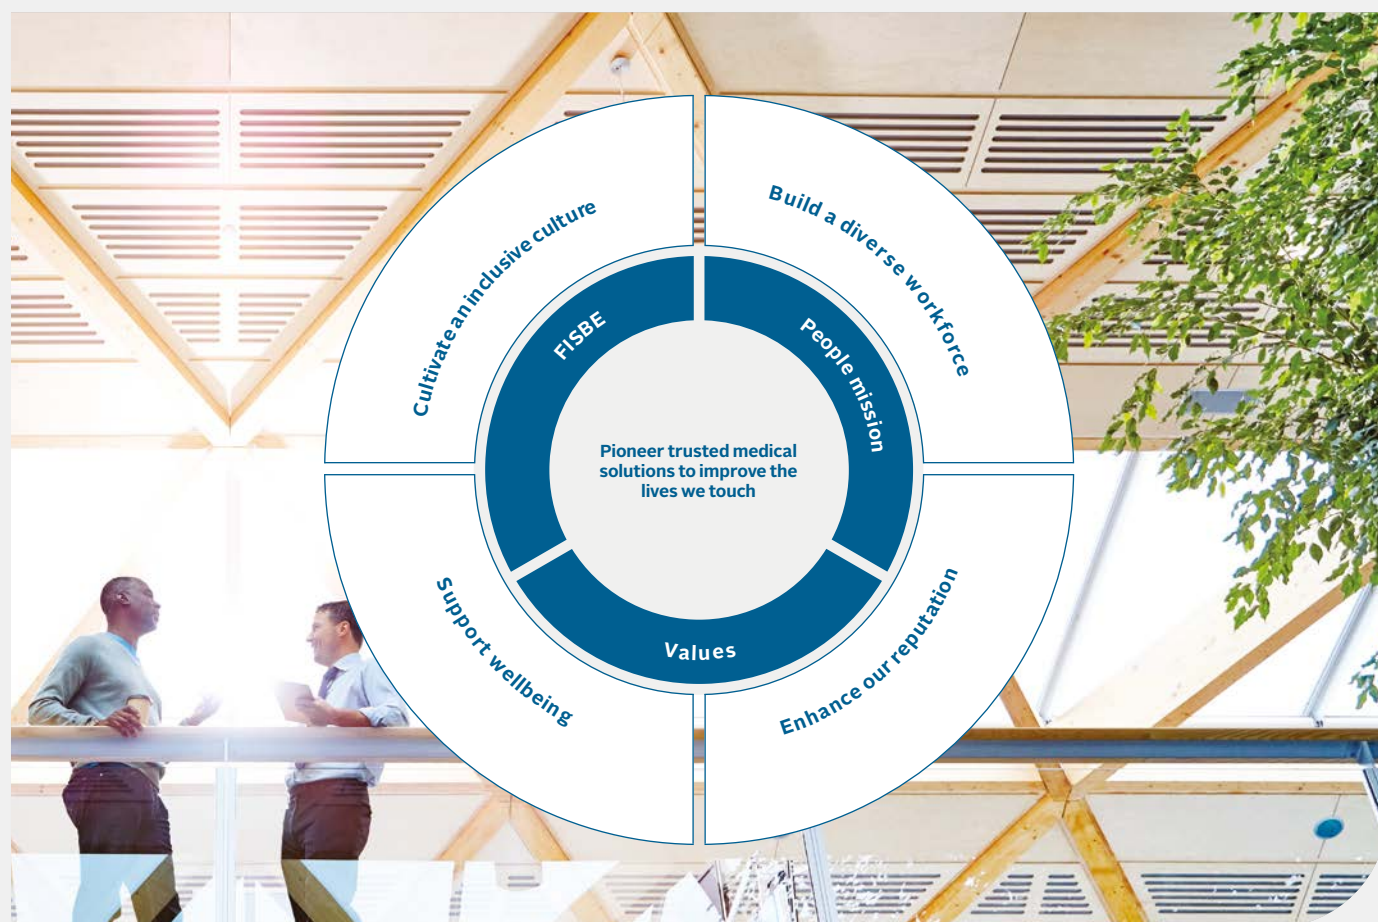 Cultivate an inclusive culture
Build a diverse workforce
FISBE
People mission
Pioneer trusted medical
solutions to improve the
lives we touch
Values
Support wellbeing
Enhance our reputation